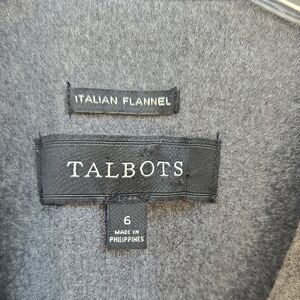 ITALIAN FLANNEL
TALBOTS
6
MADE IN
PHILIPPINES